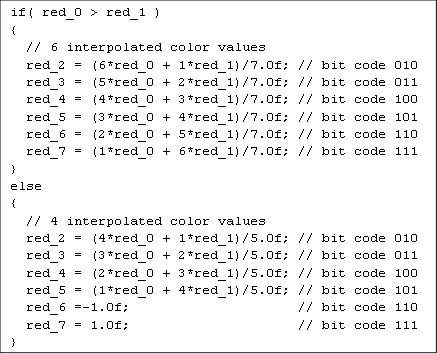 if( red_0 > red_1 )
{
  // 6 interpolated color values
  red_2 = (6*red_0 + 1*red_1)/7.0f; // bit code 010
  red_3 = (5*red_0 + 2*red_1)/7.0f; // bit code 011
  red_4 = (4*red_0 + 3*red_1)/7.0f; // bit code 100
  red_5 = (3*red_0 + 4*red_1)/7.0f; // bit code 101
  red_6 = (2*red_0 + 5*red_1)/7.0f; // bit code 110
  red_7 = (1*red_0 + 6*red_1)/7.0f; // bit code 111
}
else
{
  // 4 interpolated color values
  red_2 = (4*red_0 + 1*red_1)/5.0f; // bit code 010
  red_3 = (3*red_0 + 2*red_1)/5.0f; // bit code 011
  red_4 = (2*red_0 + 3*red_1)/5.0f; // bit code 100
  red_5 = (1*red_0 + 4*red_1)/5.0f; // bit code 101
  red_6 =-1.0f;                     // bit code 110
  red_7 = 1.0f;                     // bit code 111
}